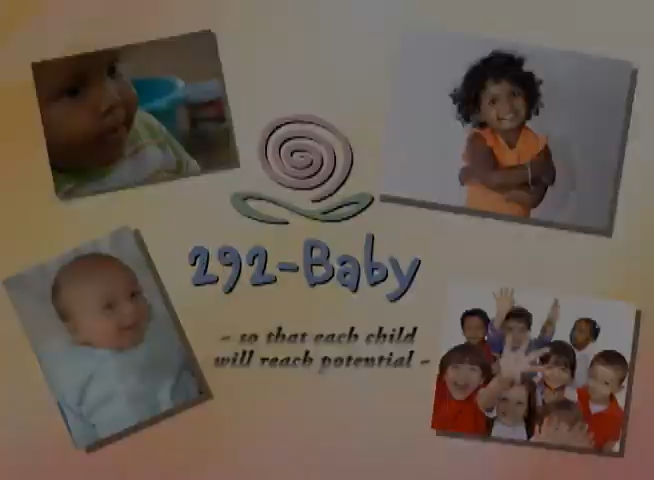 292-Baby
- so that each child
will reach potential -